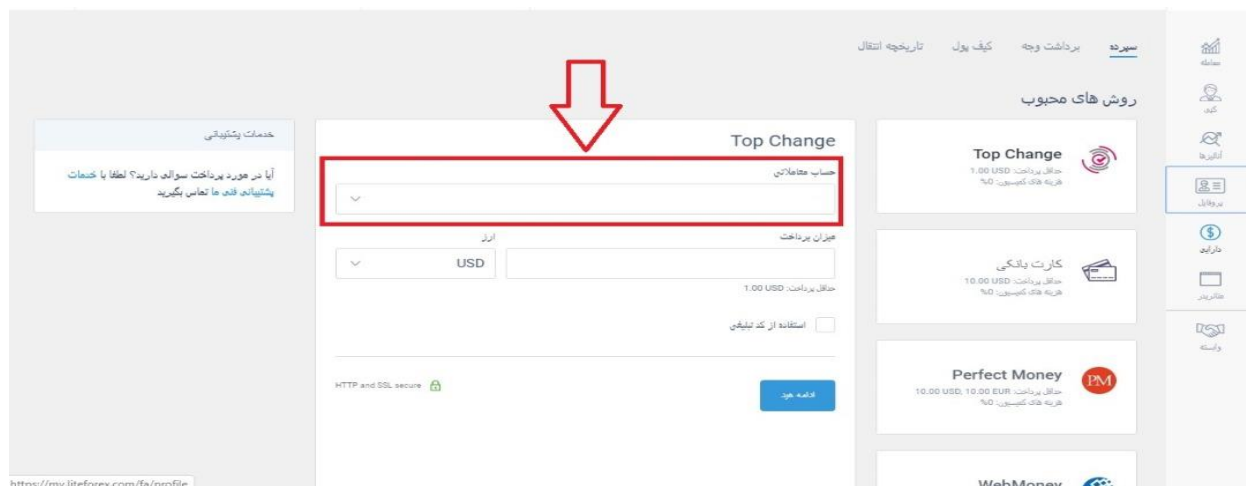 سپرده برداشت وجه کیف پول تاریخچه انتقال
روش های محبوب
معامله
کپی
آنالیزها
پروفایل
دارایی
متاتریدر
وابسته
Top Change
حداقل پرداخت: 1.00 USD
هزینه های کمیسیون: 0%
کارت بانکی
حداقل پرداخت: 10.00 USD
هزینه های کمیسیون: 0%
Perfect Money
حداقل پرداخت: 10.00 USD, 10.00 EUR
هزینه های کمیسیون: 0%
WebMoney
Top Change
حساب معاملاتی
میزان پرداخت
ارز
USD
حداقل پرداخت: 1.00 USD
استفاده از کد تبلیغی
HTTP and SSL secure
ادامه هید
خدمات پشتیبانی
آیا در مورد پرداخت سوالی دارید؟ لطفا با خدمات
پشتیبانی فنی ما تماس بگیرید
https://my.liteforex.com/fa/profile